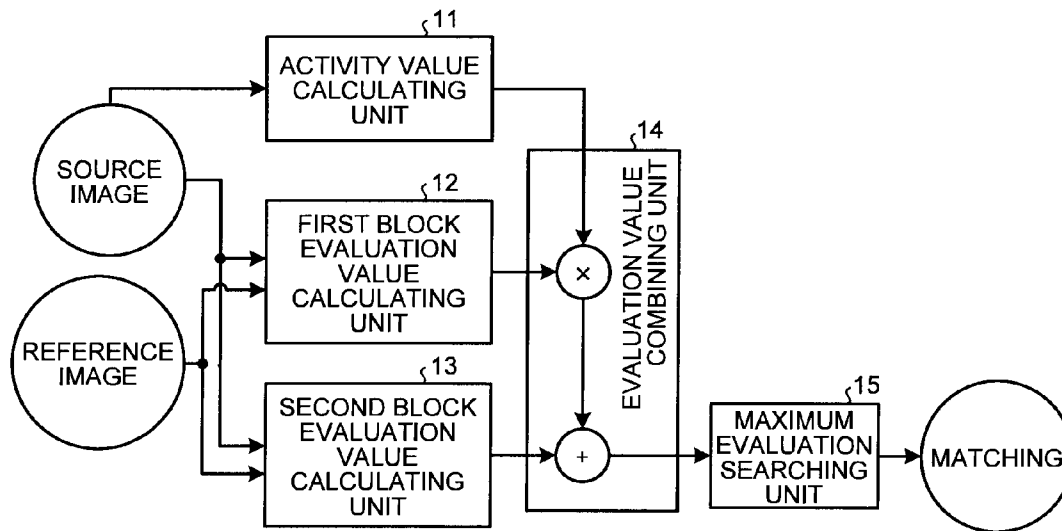 11
ACTIVITY VALUE
CALCULATING
UNIT
SOURCE
IMAGE
12
FIRST BLOCK
EVALUATION
VALUE
CALCULATING
UNIT
REFERENCE
IMAGE
13
SECOND BLOCK
EVALUATION
VALUE
CALCULATING
UNIT
14
EVALUATION VALUE
COMBINING UNIT
×
+
15
MAXIMUM
EVALUATION
SEARCHING
UNIT
MATCHING